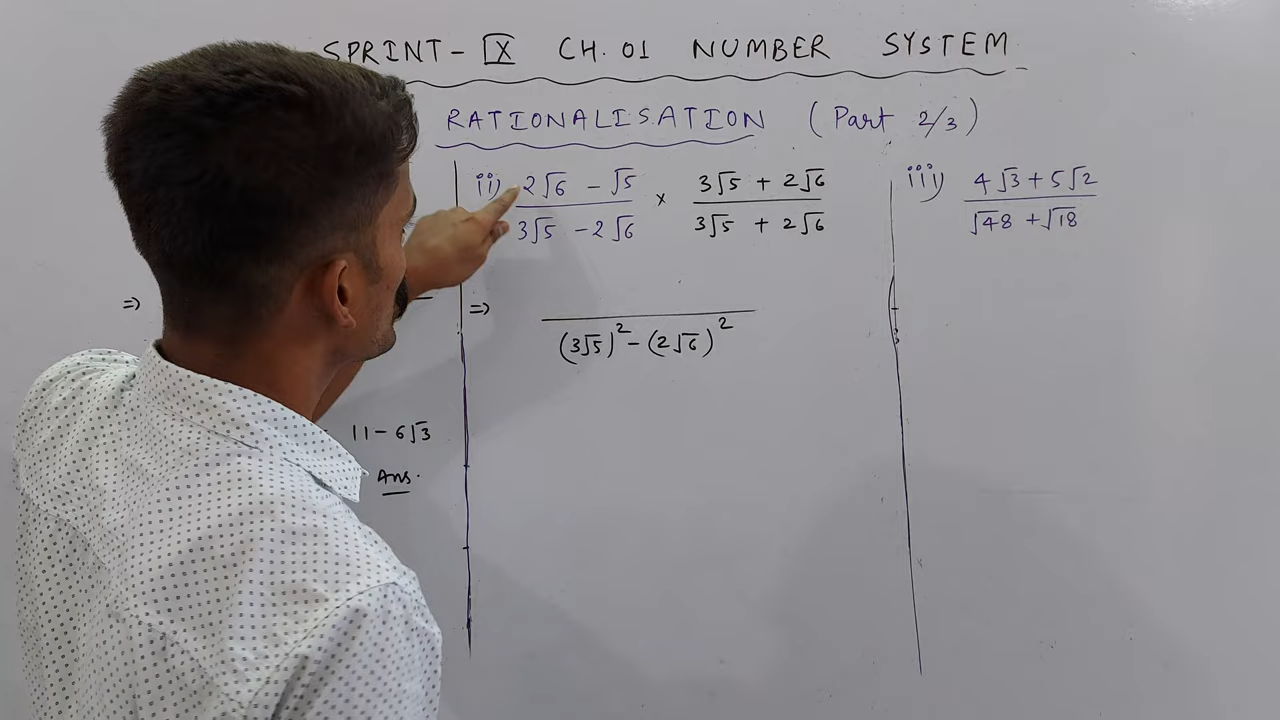 SPRINT-IX CH.01 NUMBER SYSTEM
RATIONALISATION (Part 2/3)
⇒
11-6√3
Ans.
ii) (2√6 - √5)/(3√5 - 2√6) × (3√5 + 2√6)/(3√5 + 2√6)
⇒ (3√5)² - (2√6)²
iii) (4√3 + 5√2)/(√48 + √18)